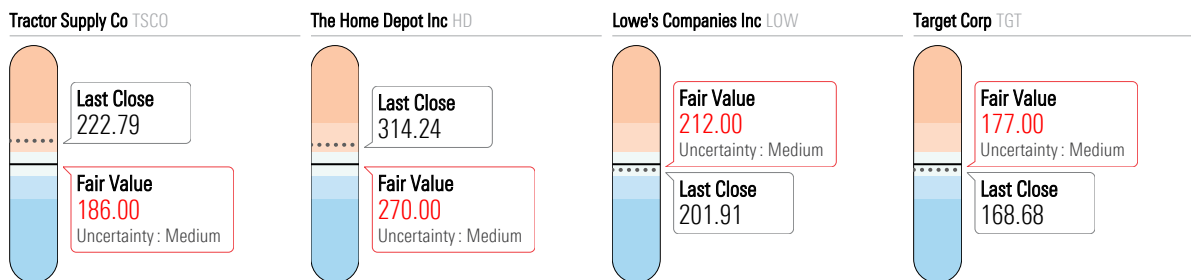 Tractor Supply Co TSCO
Last Close
222.79
Fair Value
186.00
Uncertainty : Medium
The Home Depot Inc HD
Last Close
314.24
Fair Value
270.00
Uncertainty : Medium
Lowe's Companies Inc LOW
Fair Value
212.00
Uncertainty : Medium
Last Close
201.91
Target Corp TGT
Fair Value
177.00
Uncertainty : Medium
Last Close
168.68